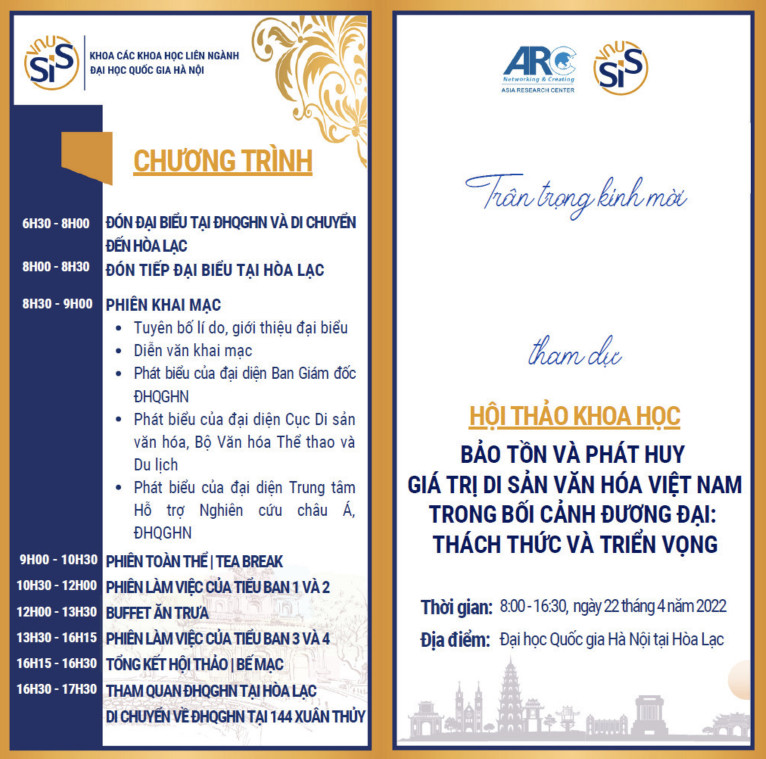 VNU
SiS
KHOA CÁC KHOA HỌC LIÊN NGÀNH
ĐẠI HỌC QUỐC GIA HÀ NỘI
CHƯƠNG TRÌNH
6H30 - 8H00 ĐÓN ĐẠI BIỂU TẠI ĐHQGHN VÀ DI CHUYỂN
ĐẾN HÒA LẠC
8H00 - 8H30 ĐÓN TIẾP ĐẠI BIỂU TẠI HÒA LẠC
8H30 - 9H00 PHIÊN KHAI MẠC
• Tuyên bố lí do, giới thiệu đại biểu
• Diễn văn khai mạc
• Phát biểu của đại diện Ban Giám đốc
ĐHQGHN
• Phát biểu của đại diện Cục Di sản
văn hóa, Bộ Văn hóa Thể thao và
Du lịch
• Phát biểu của đại diện Trung tâm
Hỗ trợ Nghiên cứu châu Á,
ĐHQGHN
9H00 - 10H30 PHIÊN TOÀN THỂ | TEA BREAK
10H30 - 12H00 PHIÊN LÀM VIỆC CỦA TIỂU BAN 1 VÀ 2
12H00 - 13H30 BUFFET ĂN TRƯA
13H30 - 16H15 PHIÊN LÀM VIỆC CỦA TIỂU BAN 3 VÀ 4
16H15 - 16H30 TỔNG KẾT HỘI THẢO | BẾ MẠC
16H30 - 17H30 THAM QUAN ĐHQGHN TẠI HÒA LẠC
DI CHUYỂN VỀ ĐHQGHN TẠI 144 XUÂN THỦY
ARC
Networking & Creating
ASIA RESEARCH CENTER
VNU
SiS
Trân trọng kính mời
tham dự
HỘI THẢO KHOA HỌC
BẢO TỒN VÀ PHÁT HUY
GIÁ TRỊ DI SẢN VĂN HÓA VIỆT NAM
TRONG BỐI CẢNH ĐƯƠNG ĐẠI:
THÁCH THỨC VÀ TRIỂN VỌNG
Thời gian: 8:00 -16:30, ngày 22 tháng 4 năm 2022
Địa điểm: Đại học Quốc gia Hà Nội tại Hòa Lạc